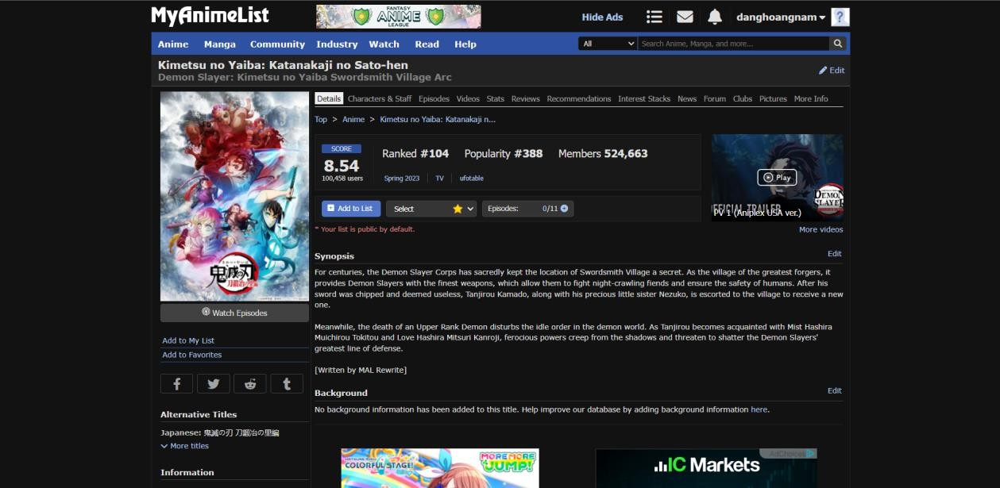 MyAnimeList
FANTASY
ANIME
LEAGUE
Hide Ads
danghoangnam
?
Anime Manga Community Industry Watch Read Help
All Search Anime, Manga, and more...
Kimetsu no Yaiba: Katanakaji no Sato-hen
Demon Slayer: Kimetsu no Yaiba Swordsmith Village Arc
Edit
Details Characters & Staff Episodes Videos Stats Reviews Recommendations Interest Stacks News Forum Clubs Pictures More Info
Top > Anime > Kimetsu no Yaiba: Katanakaji n...
SCORE
8.54
100,458 users
Ranked #104 Popularity #388 Members 524,663
Spring 2023 TV ufotable
Play
DEMON
SLAYER
OFFICIAL TRAILER
PV 1 (Aniplex USA ver.)
Add to List Select Episodes: 0/11
* Your list is public by default.
More videos
Synopsis Edit
For centuries, the Demon Slayer Corps has sacredly kept the location of Swordsmith Village a secret. As the village of the greatest forgers, it
provides Demon Slayers with the finest weapons, which allow them to fight night-crawling fiends and ensure the safety of humans. After his
sword was chipped and deemed useless, Tanjirou Kamado, along with his precious little sister Nezuko, is escorted to the village to receive a new
one.
Meanwhile, the death of an Upper Rank Demon disturbs the idle order in the demon world. As Tanjirou becomes acquainted with Mist Hashira
Muichirou Tokitou and Love Hashira Mitsuri Kanroji, ferocious powers creep from the shadows and threaten to shatter the Demon Slayers'
greatest line of defense.
[Written by MAL Rewrite]
Background Edit
No background information has been added to this title. Help improve our database by adding background information here.
鬼滅の刃
刀鍛冶の里編
Watch Episodes
Add to My List
Add to Favorites
Alternative Titles
Japanese: 鬼滅の刃 刀鍛冶の里編
More titles
Information
HATSUNE MIKU
COLORFUL STAGE!
MORE MORE
JUMP!
IC Markets
AdChoices